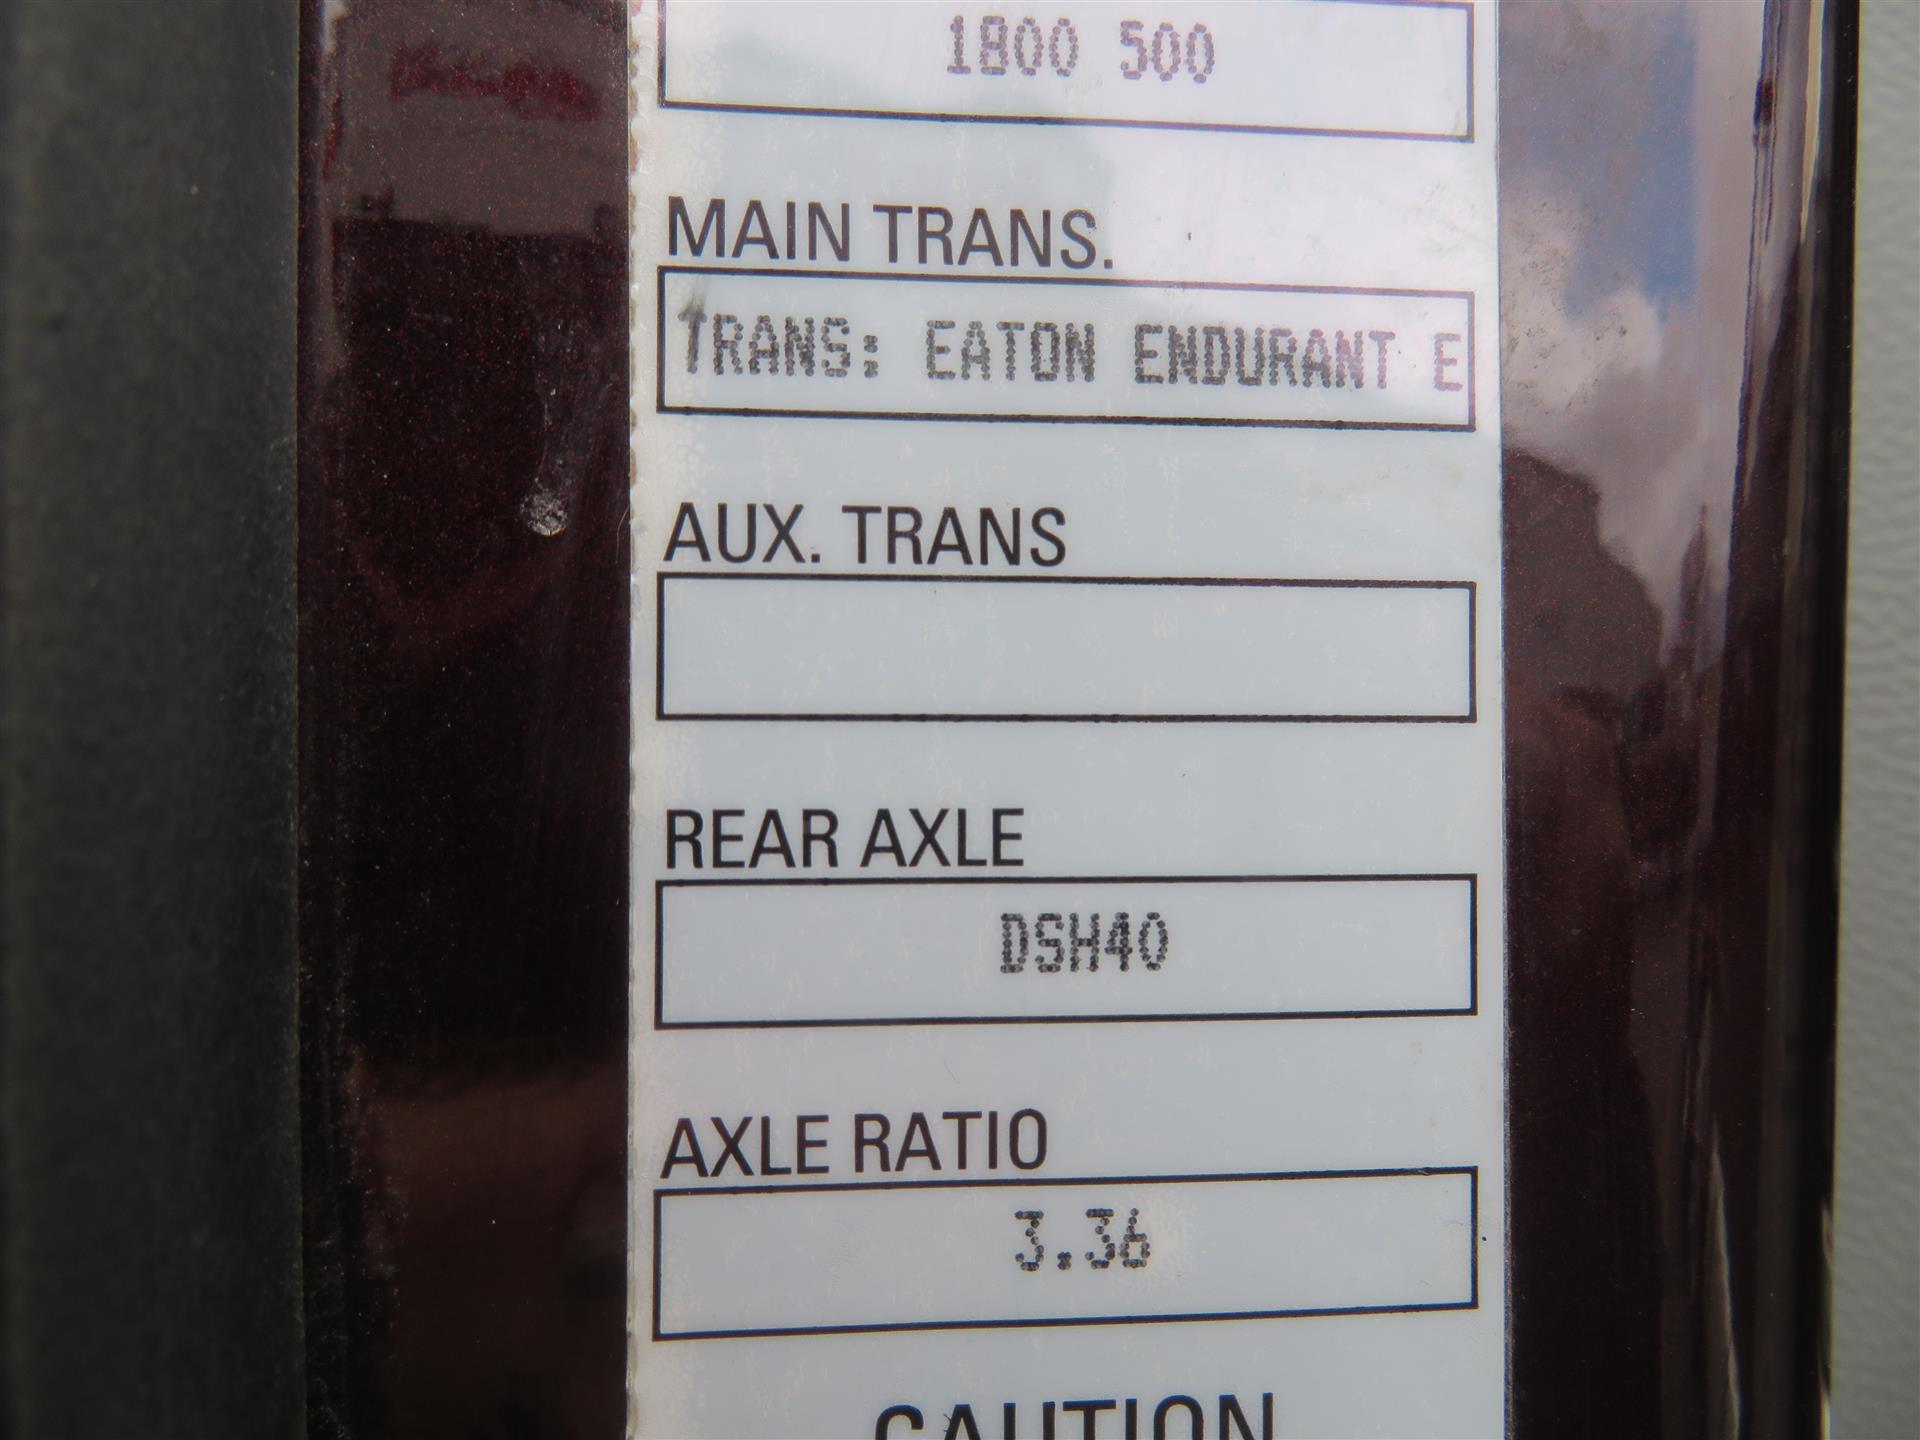 1800 500
MAIN TRANS.
TRANS: EATON ENDURANT E
AUX. TRANS
REAR AXLE
DSH40
AXLE RATIO
3.36
CAUTION